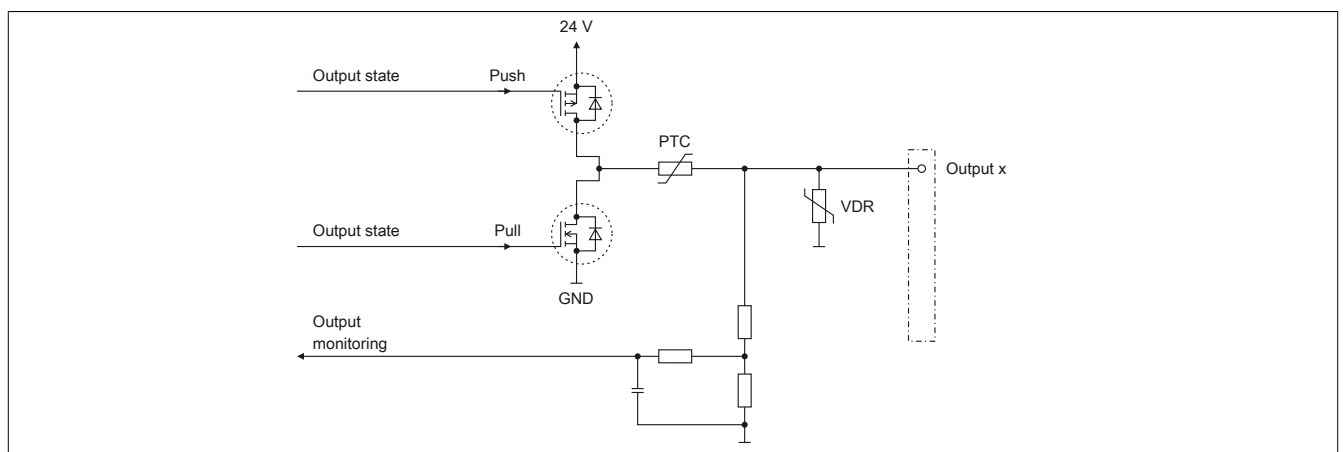 24 V
Output state
Push
PTC
Output x
VDR
Output state
Pull
GND
Output
monitoring